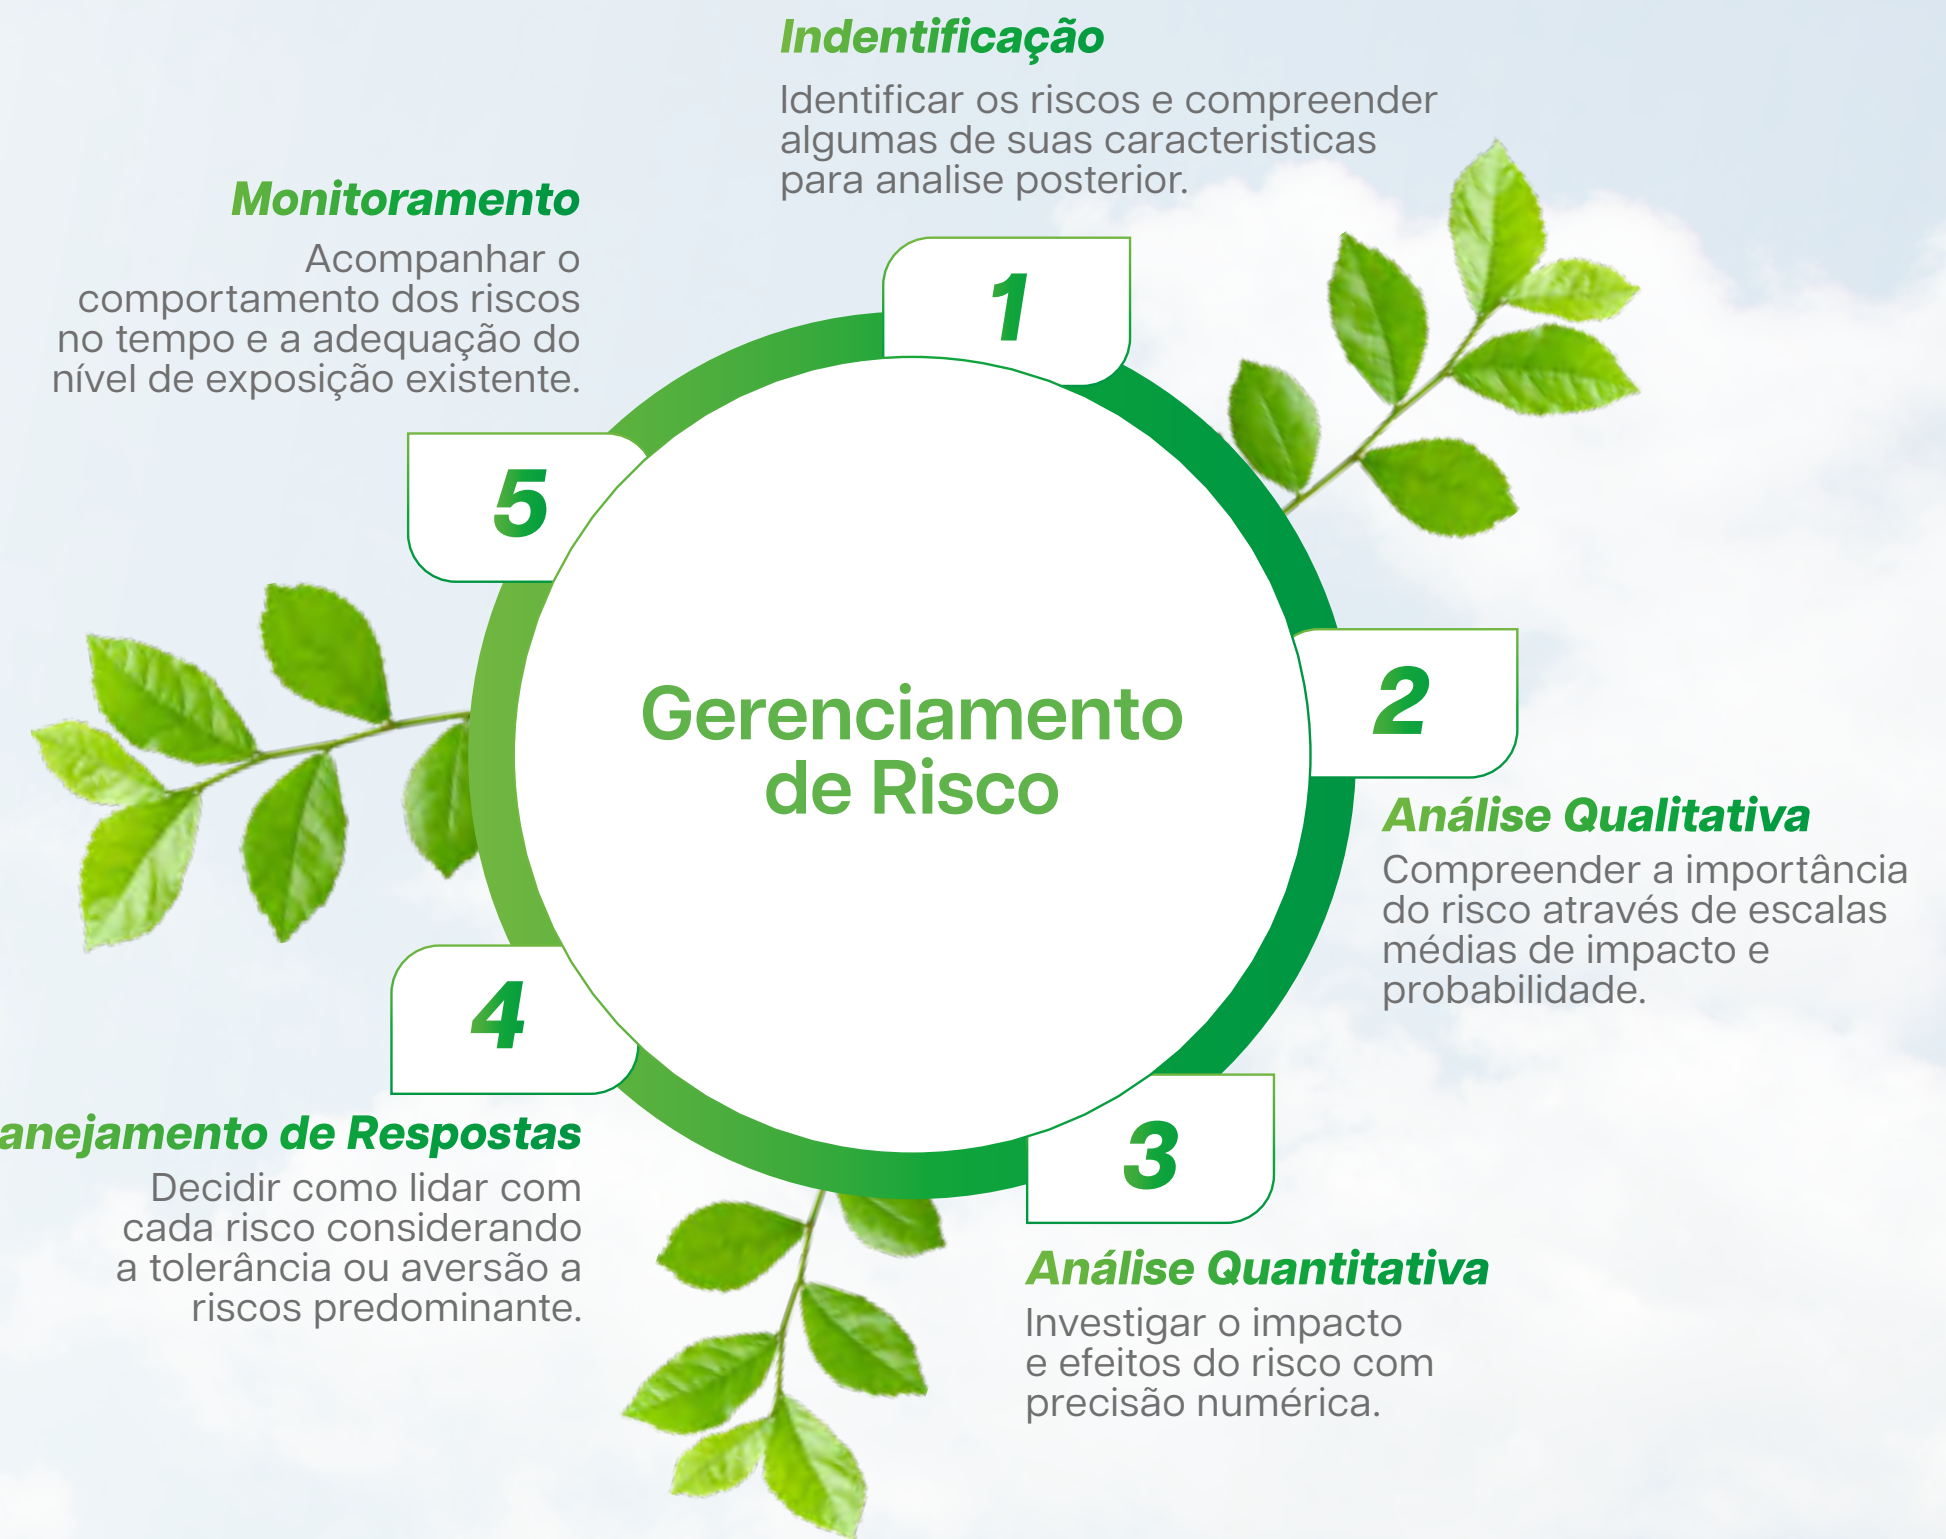 Indentificação
Identificar os riscos e compreender
algumas de suas caracteristicas
para analise posterior.
1
Gerenciamento
de Risco
2
Análise Qualitativa
Compreender a importância
do risco através de escalas
médias de impacto e
probabilidade.
3
Análise Quantitativa
Investigar o impacto
e efeitos do risco com
precisão numérica.
4
anejamento de Respostas
Decidir como lidar com
cada risco considerando
a tolerância ou aversão a
riscos predominante.
Monitoramento
Acompanhar o
comportamento dos riscos
no tempo e a adequação do
nível de exposição existente.
5